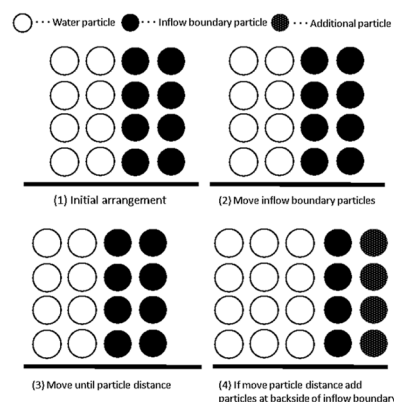 ···Water particle ···Inflow boundary particle ···Additional particle
(1) Initial arrangement
(2) Move inflow boundary particles
(3) Move until particle distance
(4) If move particle distance add
particles at backside of inflow boundary